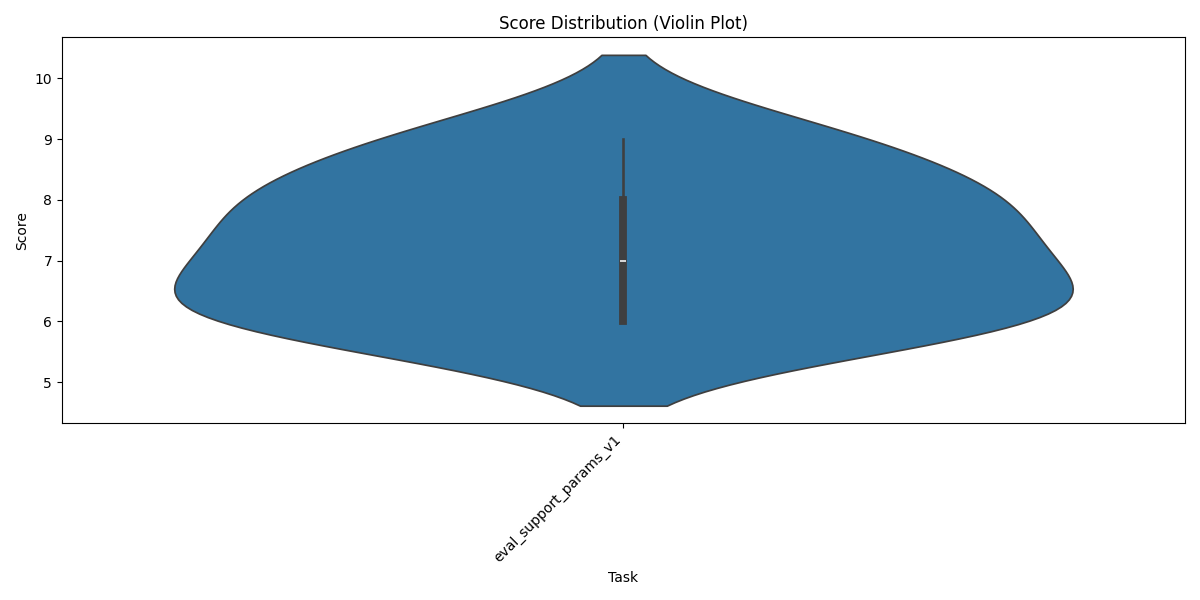 Score Distribution (Violin Plot)
10
9
8
7
6
5
Score
eval_support_params_v1
Task